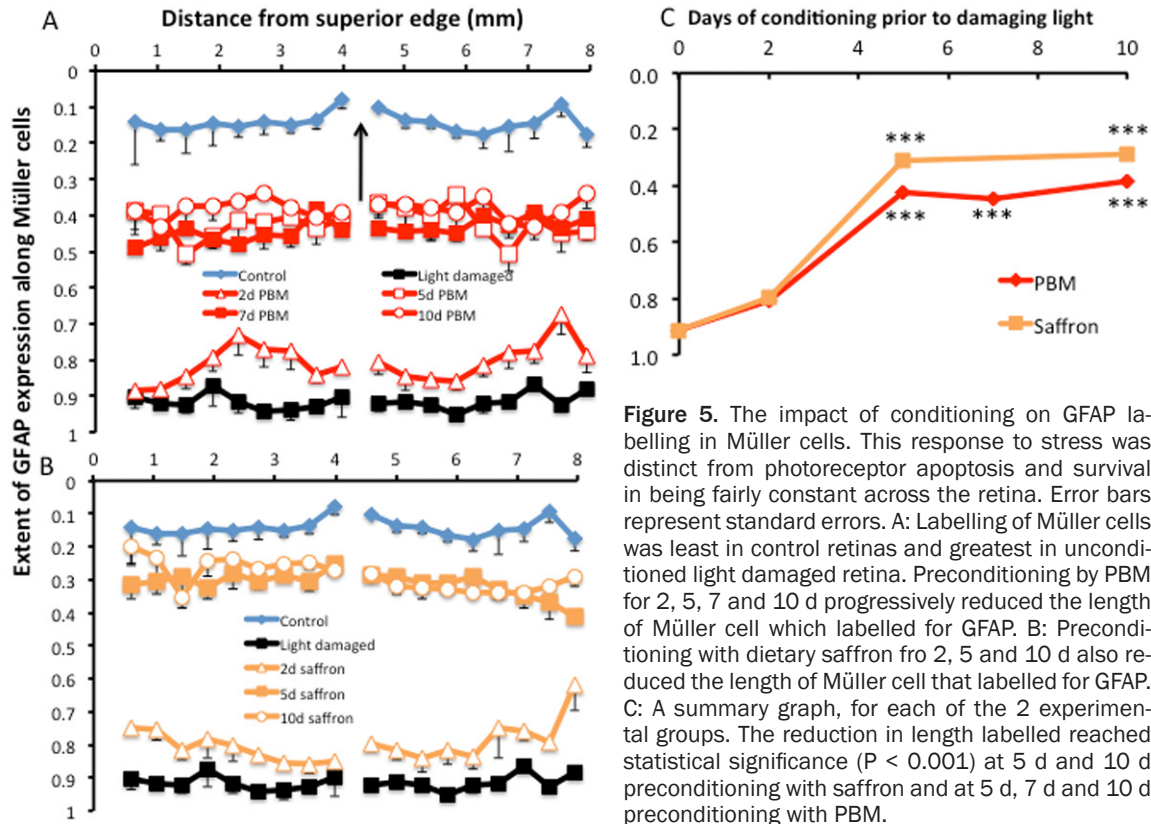 A
Distance from superior edge (mm)
0 1 2 3 4 5 6 7 8
Extent of GFAP expression along Müller cells
0
0.1
0.2
0.3
0.4
0.5
0.6
0.7
0.8
0.9
1
Control
Light damaged
2d PBM
5d PBM
7d PBM
10d PBM
B
0 1 2 3 4 5 6 7 8
0
0.1
0.2
0.3
0.4
0.5
0.6
0.7
0.8
0.9
1
Control
Light damaged
2d saffron
5d saffron
10d saffron
C
Days of conditioning prior to damaging light
0 2 4 6 8 10
0.0
0.2
0.4
0.6
0.8
1.0
***
***
***
***
***
PBM
Saffron
Figure 5. The impact of conditioning on GFAP la-
belling in Müller cells. This response to stress was
distinct from photoreceptor apoptosis and survival
in being fairly constant across the retina. Error bars
represent standard errors. A: Labelling of Müller cells
was least in control retinas and greatest in uncondi-
tioned light damaged retina. Preconditioning by PBM
for 2, 5, 7 and 10 d progressively reduced the length
of Müller cell which labelled for GFAP. B: Precondi-
tioning with dietary saffron fro 2, 5 and 10 d also re-
duced the length of Müller cell that labelled for GFAP.
C: A summary graph, for each of the 2 experimen-
tal groups. The reduction in length labelled reached
statistical significance (P < 0.001) at 5 d and 10 d
preconditioning with saffron and at 5 d, 7 d and 10 d
preconditioning with PBM.